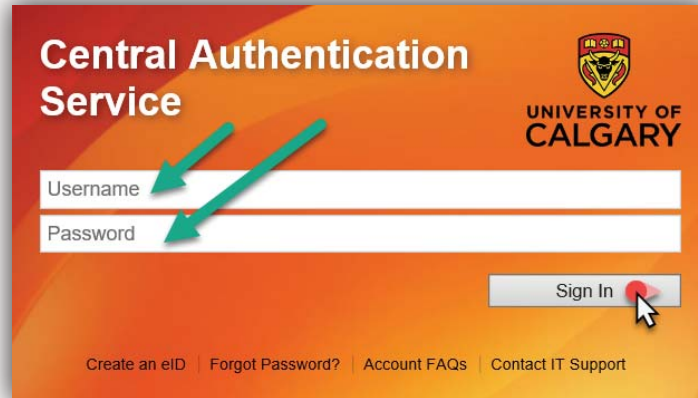 Central Authentication
Service
UNIVERSITY OF
CALGARY
Username
Password
Sign In
Create an eID | Forgot Password? | Account FAQs | Contact IT Support